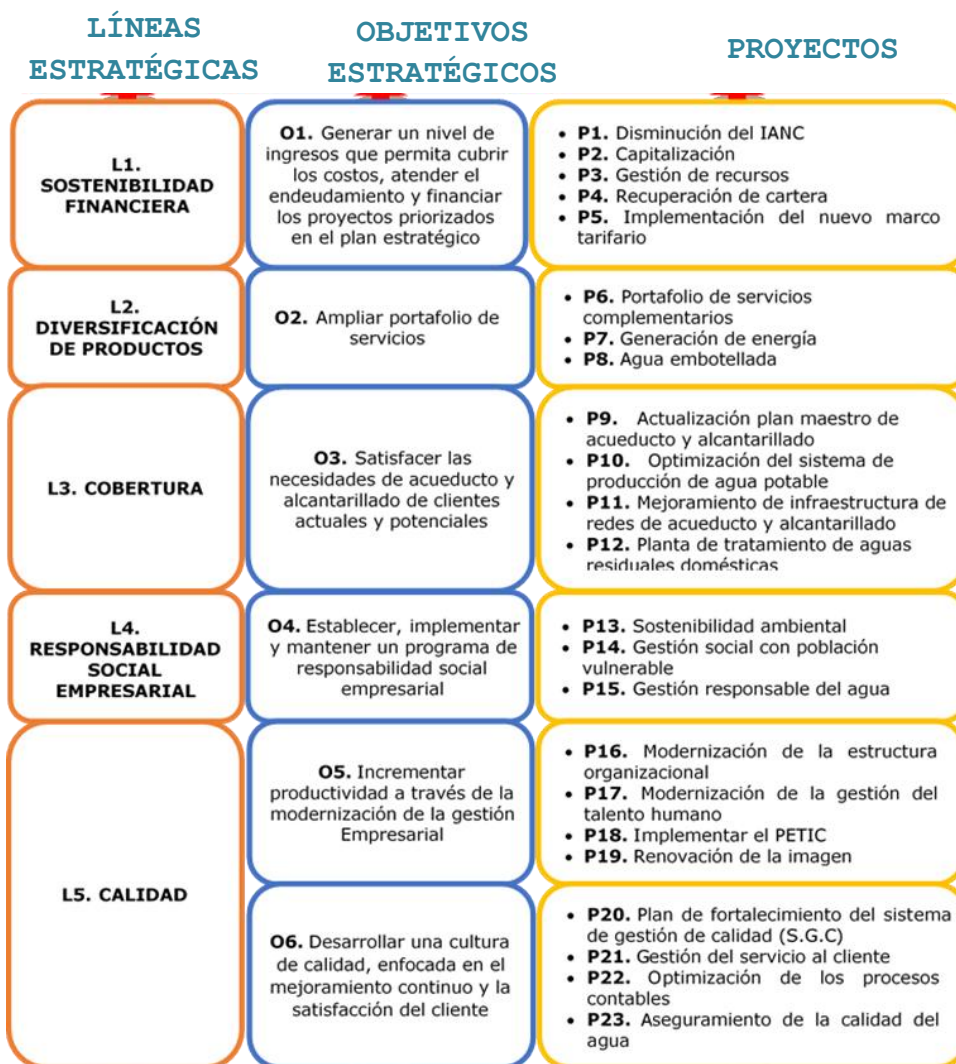 LÍNEAS
ESTRATÉGICAS
OBJETIVOS
ESTRATÉGICOS
PROYECTOS
L1.
SOSTENIBILIDAD
FINANCIERA
O1. Generar un nivel de
ingresos que permita cubrir
los costos, atender el
endeudamiento y financiar
los proyectos priorizados
en el plan estratégico
• P1. Disminución del IANC
• P2. Capitalización
• P3. Gestión de recursos
• P4. Recuperación de cartera
• P5. Implementación del nuevo marco
tarifario
L2.
DIVERSIFICACIÓN
DE PRODUCTOS
O2. Ampliar portafolio de
servicios
• P6. Portafolio de servicios
complementarios
• P7. Generación de energía
• P8. Agua embotellada
L3. COBERTURA
O3. Satisfacer las
necesidades de acueducto y
alcantarillado de clientes
actuales y potenciales
• P9. Actualización plan maestro de
acueducto y alcantarillado
• P10. Optimización del sistema de
producción de agua potable
• P11. Mejoramiento de infraestructura de
redes de acueducto y alcantarillado
• P12. Planta de tratamiento de aguas
residuales domésticas
L4.
RESPONSABILIDAD
SOCIAL
EMPRESARIAL
O4. Establecer, implementar
y mantener un programa de
responsabilidad social
empresarial
• P13. Sostenibilidad ambiental
• P14. Gestión social con población
vulnerable
• P15. Gestión responsable del agua
L5. CALIDAD
O5. Incrementar
productividad a través de la
modernización de la gestión
Empresarial
• P16. Modernización de la estructura
organizacional
• P17. Modernización de la gestión del
talento humano
• P18. Implementar el PETIC
• P19. Renovación de la imagen
O6. Desarrollar una cultura
de calidad, enfocada en el
mejoramiento continuo y la
satisfacción del cliente
• P20. Plan de fortalecimiento del sistema
de gestión de calidad (S.G.C)
• P21. Gestión del servicio al cliente
• P22. Optimización de los procesos
contables
• P23. Aseguramiento de la calidad del
agua